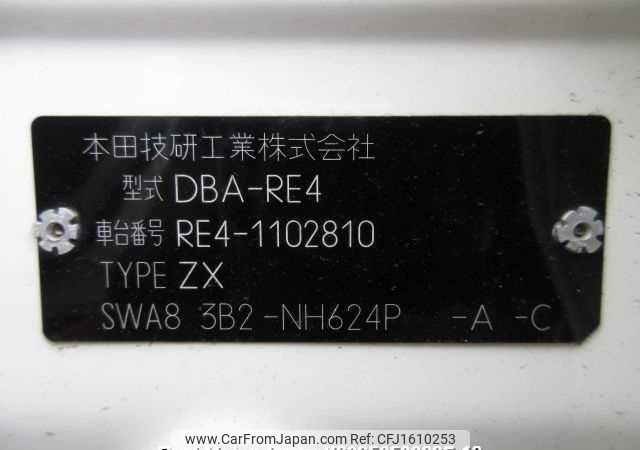 本田技研工業株式会社
型式 DBA-RE4
車台番号 RE4-1102810
TYPE ZX
SWA8 3B2-NH624P -A -C
www.CarFromJapan.com Ref: CFJ1610253